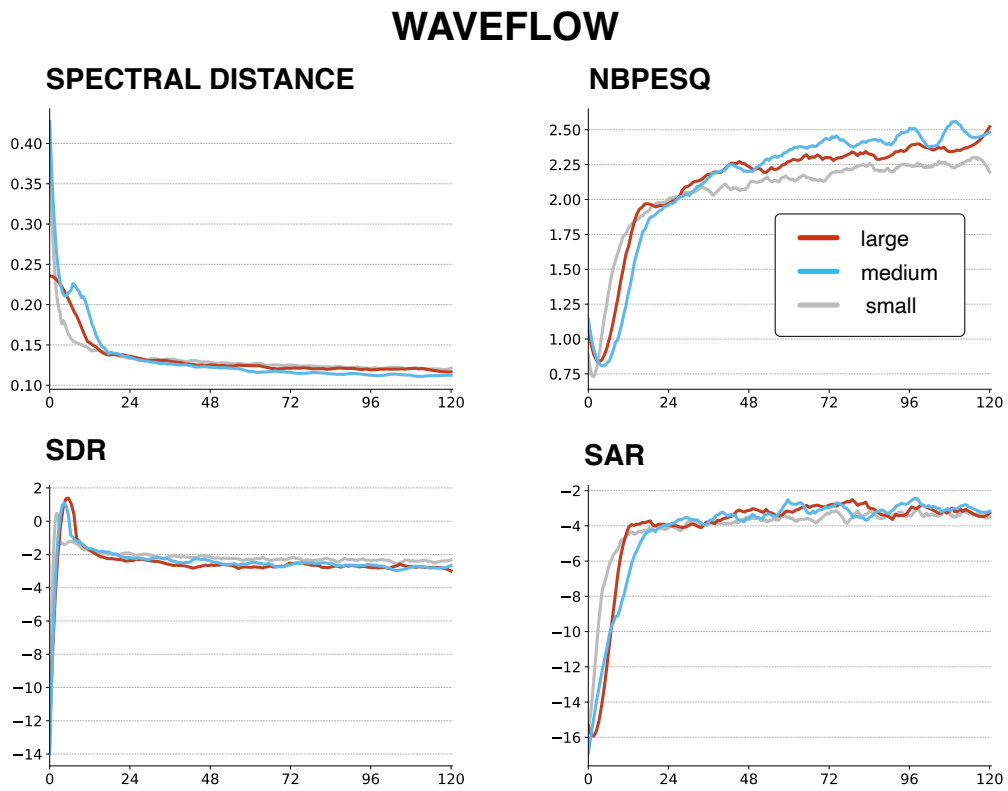 WAVEFLOW
SPECTRAL DISTANCE
0.40
0.35
0.30
0.25
0.20
0.15
0.10
0 24 48 72 96 120
NBPESQ
2.50
2.25
2.00
1.75
1.50
1.25
1.00
0.75
0 24 48 72 96 120
large
medium
small
SDR
2
0
−2
−4
−6
−8
−10
−12
−14
0 24 48 72 96 120
SAR
−2
−4
−6
−8
−10
−12
−14
−16
0 24 48 72 96 120